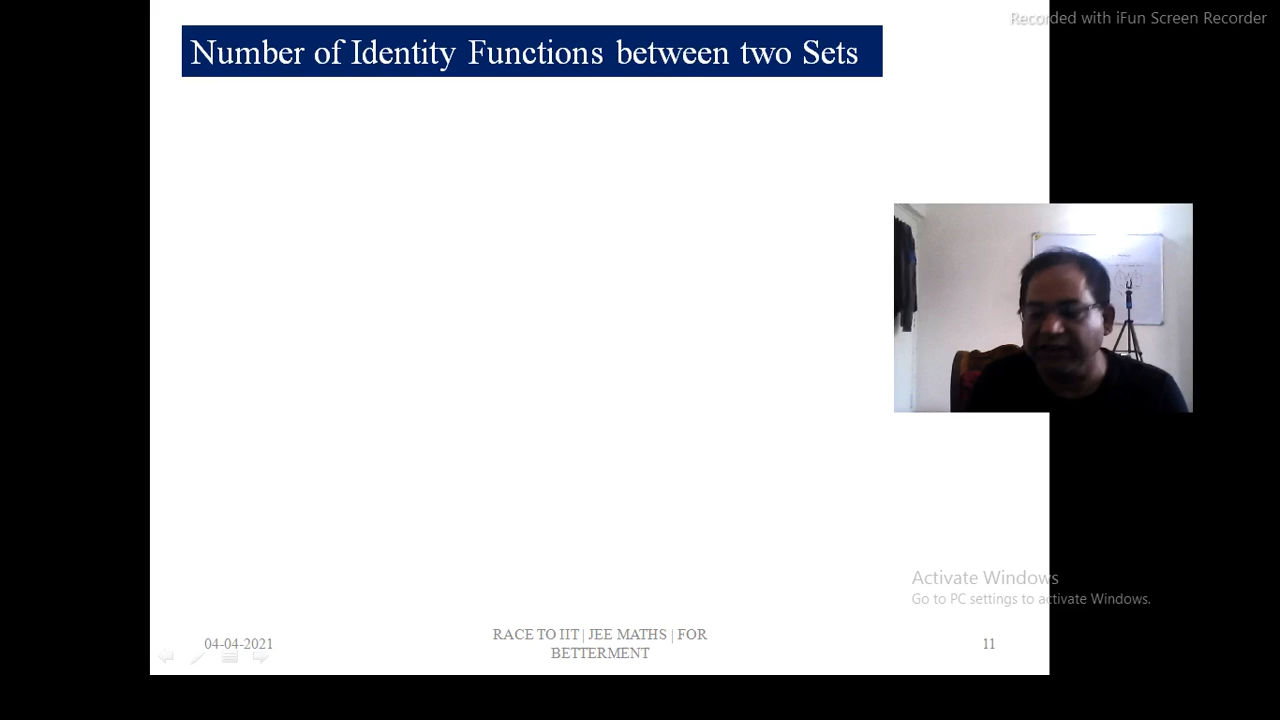 Recorded with iFun Screen Recorder
Number of Identity Functions between two Sets
Activate Windows
Go to PC settings to activate Windows.
04-04-2021
RACE TO IIT | JEE MATHS | FOR
BETTERMENT
11